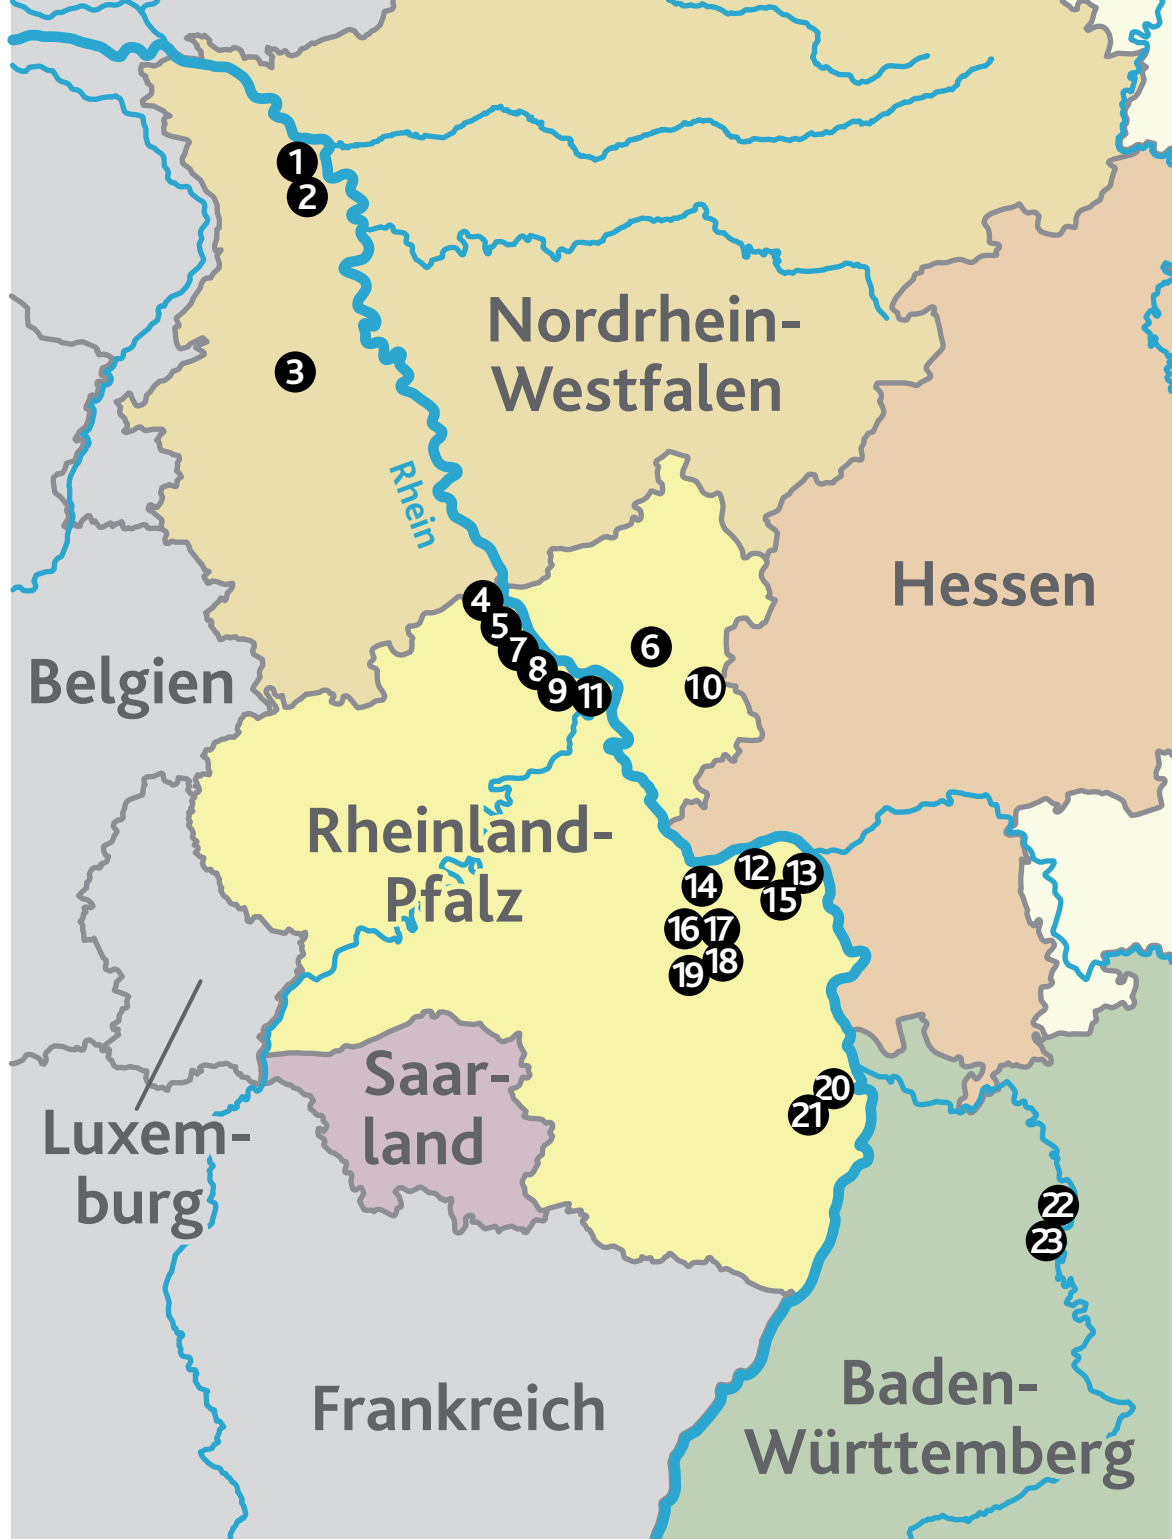 1
2
Nordrhein-
Westfalen
3
Rhein
Hessen
4
5
6
7
8
9
10
11
Belgien
Rheinland-
Pfalz
12
13
14
15
16
17
18
19
Saar-
land
20
21
Luxem-
burg
22
23
Frankreich
Baden-
Württemberg